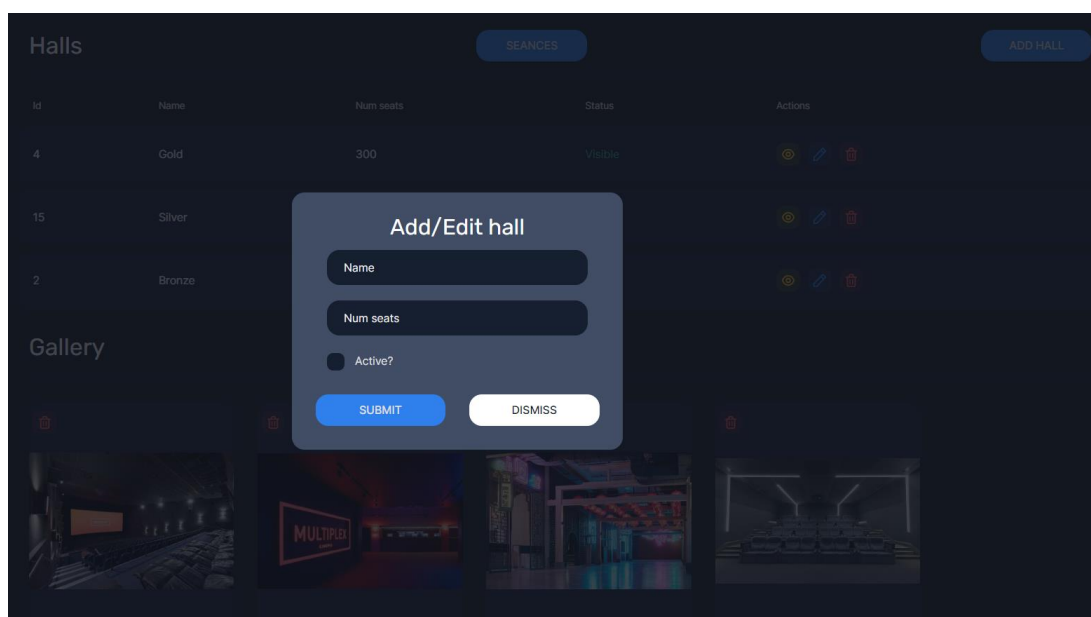 Halls SEANCES ADD HALL
Id Name Num seats Status Actions
4 Gold 300 Visible
15 Silver
2 Bronze
Add/Edit hall
Name
Num seats
Active?
SUBMIT DISMISS
Gallery
MULTIPLEX